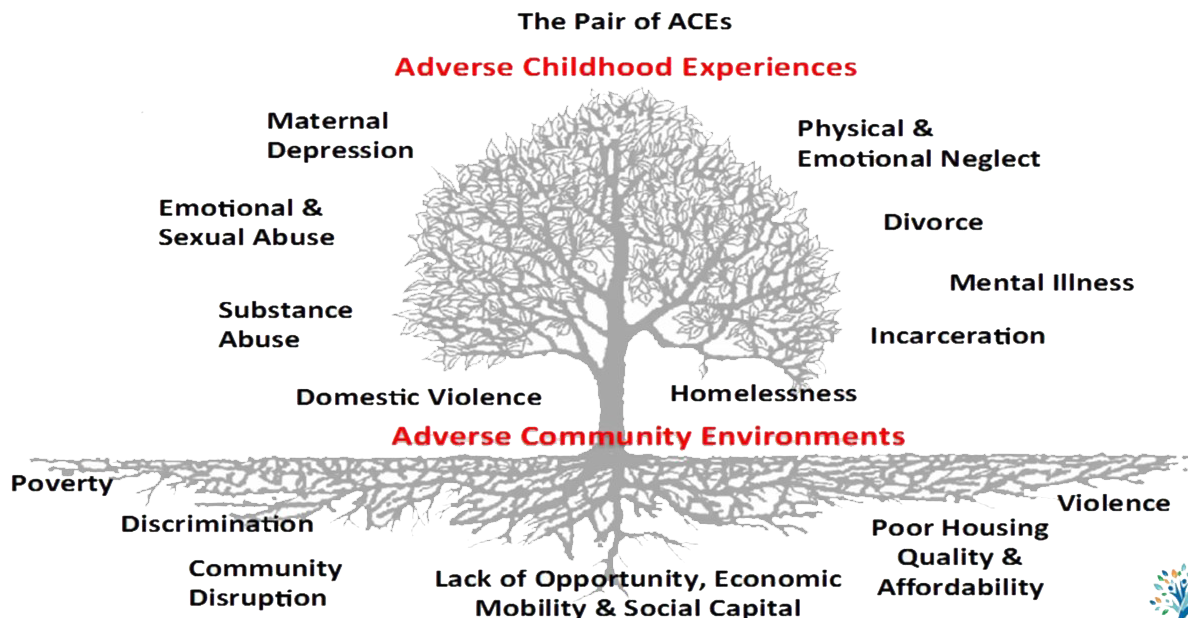 The Pair of ACEs
Adverse Childhood Experiences
Maternal
Depression
Physical &
Emotional Neglect
Emotional &
Sexual Abuse
Divorce
Mental Illness
Substance
Abuse
Incarceration
Domestic Violence
Homelessness
Adverse Community Environments
Poverty
Violence
Discrimination
Poor Housing
Quality &
Affordability
Community
Disruption
Lack of Opportunity, Economic
Mobility & Social Capital